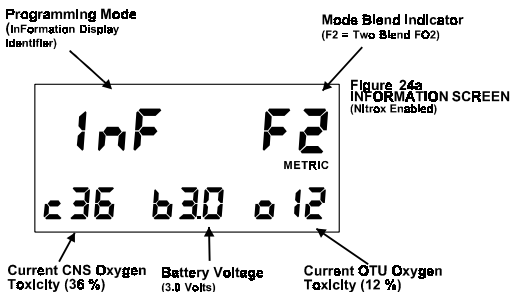 Programming Mode
(InFormation Display
Identifier)
Mode Blend Indicator
(F2 = Two Blend FO2)
Figure 24a
INFORMATION SCREEN
(Nitrox Enabled)
InF F2
METRIC
c36 b3.0 o12
Current CNS Oxygen
Toxicity (36 %)
Battery Voltage
(3.0 Volts)
Current OTU Oxygen
Toxicity (12 %)